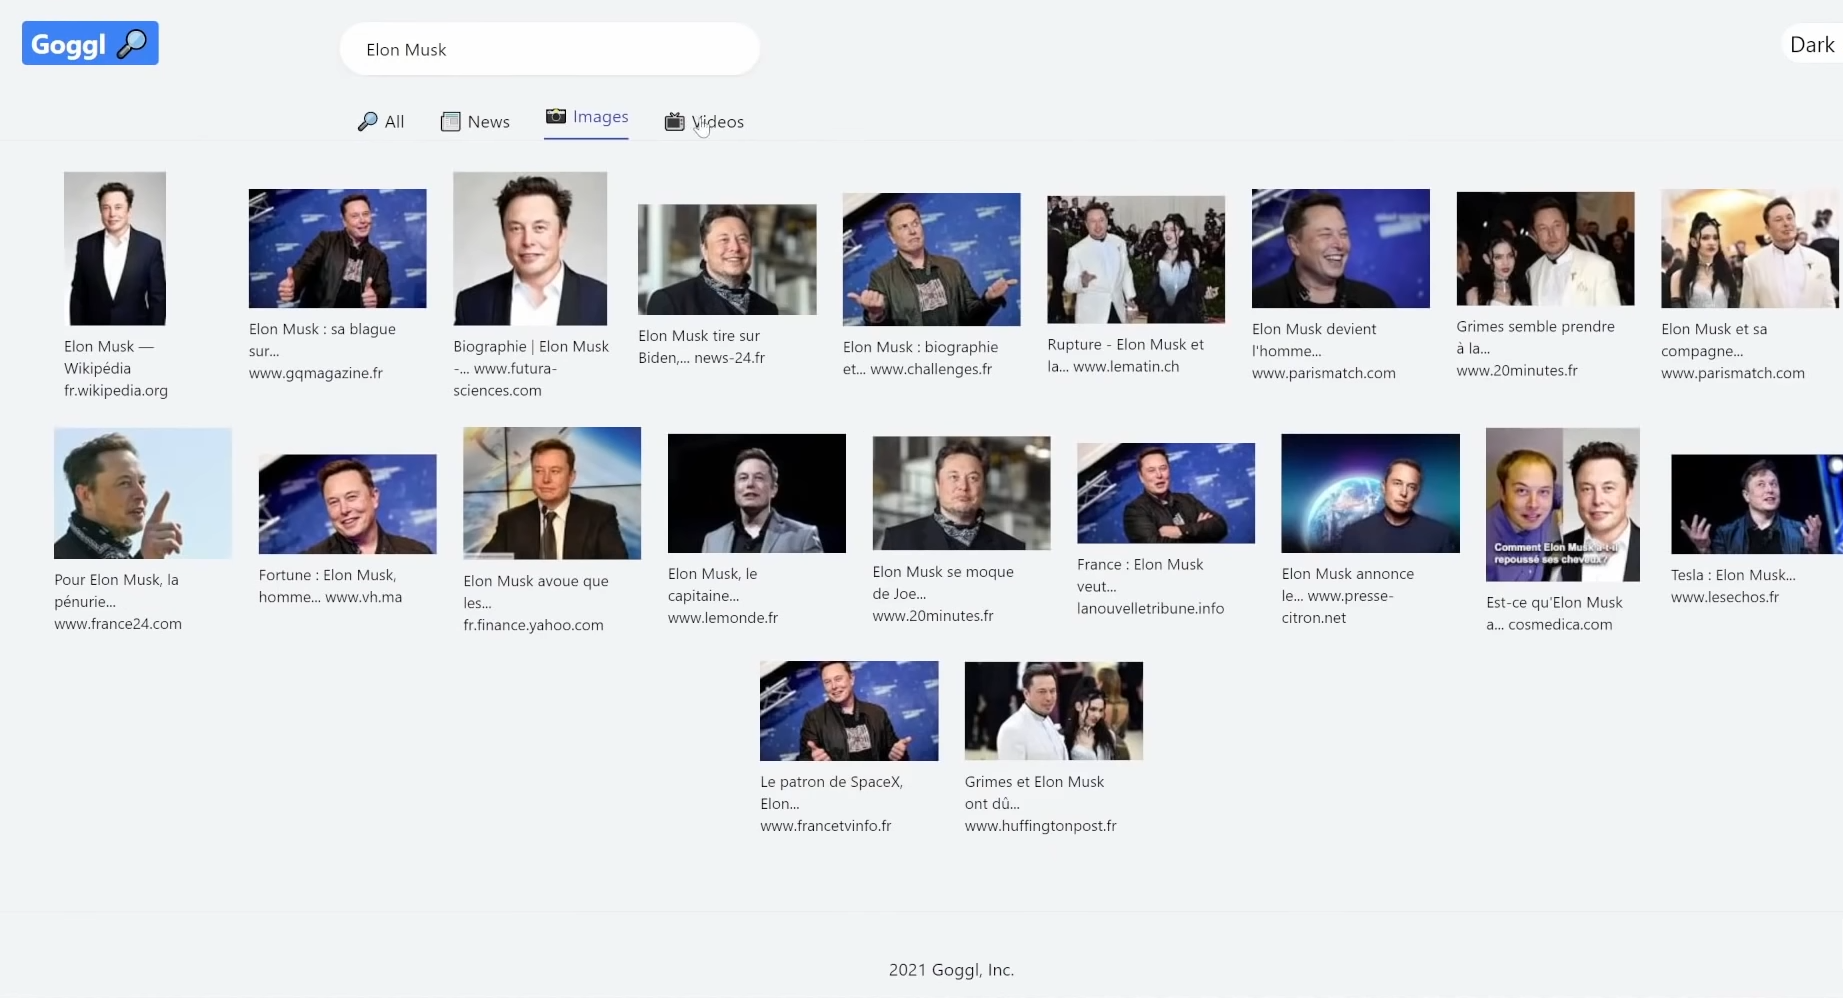 Goggl
Elon Musk
Dark
All
News
Images
Videos
Elon Musk —
Wikipédia
fr.wikipedia.org
Elon Musk : sa blague
sur...
www.gqmagazine.fr
Biographie | Elon Musk
-... www.futura-
sciences.com
Elon Musk tire sur
Biden,... news-24.fr
Elon Musk : biographie
et... www.challenges.fr
Rupture - Elon Musk et
la... www.lematin.ch
Elon Musk devient
l'homme...
www.parismatch.com
Grimes semble prendre
à la...
www.20minutes.fr
Elon Musk et sa
compagne...
www.parismatch.com
Pour Elon Musk, la
pénurie...
www.france24.com
Fortune : Elon Musk,
homme... www.vh.ma
Elon Musk avoue que
les...
fr.finance.yahoo.com
Elon Musk, le
capitaine...
www.lemonde.fr
Elon Musk se moque
de Joe...
www.20minutes.fr
France : Elon Musk
veut...
lanouvelletribune.info
Elon Musk annonce
le... www.presse-
citron.net
Comment Elon Musk a-t-il
repoussé ses cheveux?
Est-ce qu'Elon Musk
a... cosmedica.com
Tesla : Elon Musk...
www.lesechos.fr
Le patron de SpaceX,
Elon...
www.francetvinfo.fr
Grimes et Elon Musk
ont dû...
www.huffingtonpost.fr
2021 Goggl, Inc.